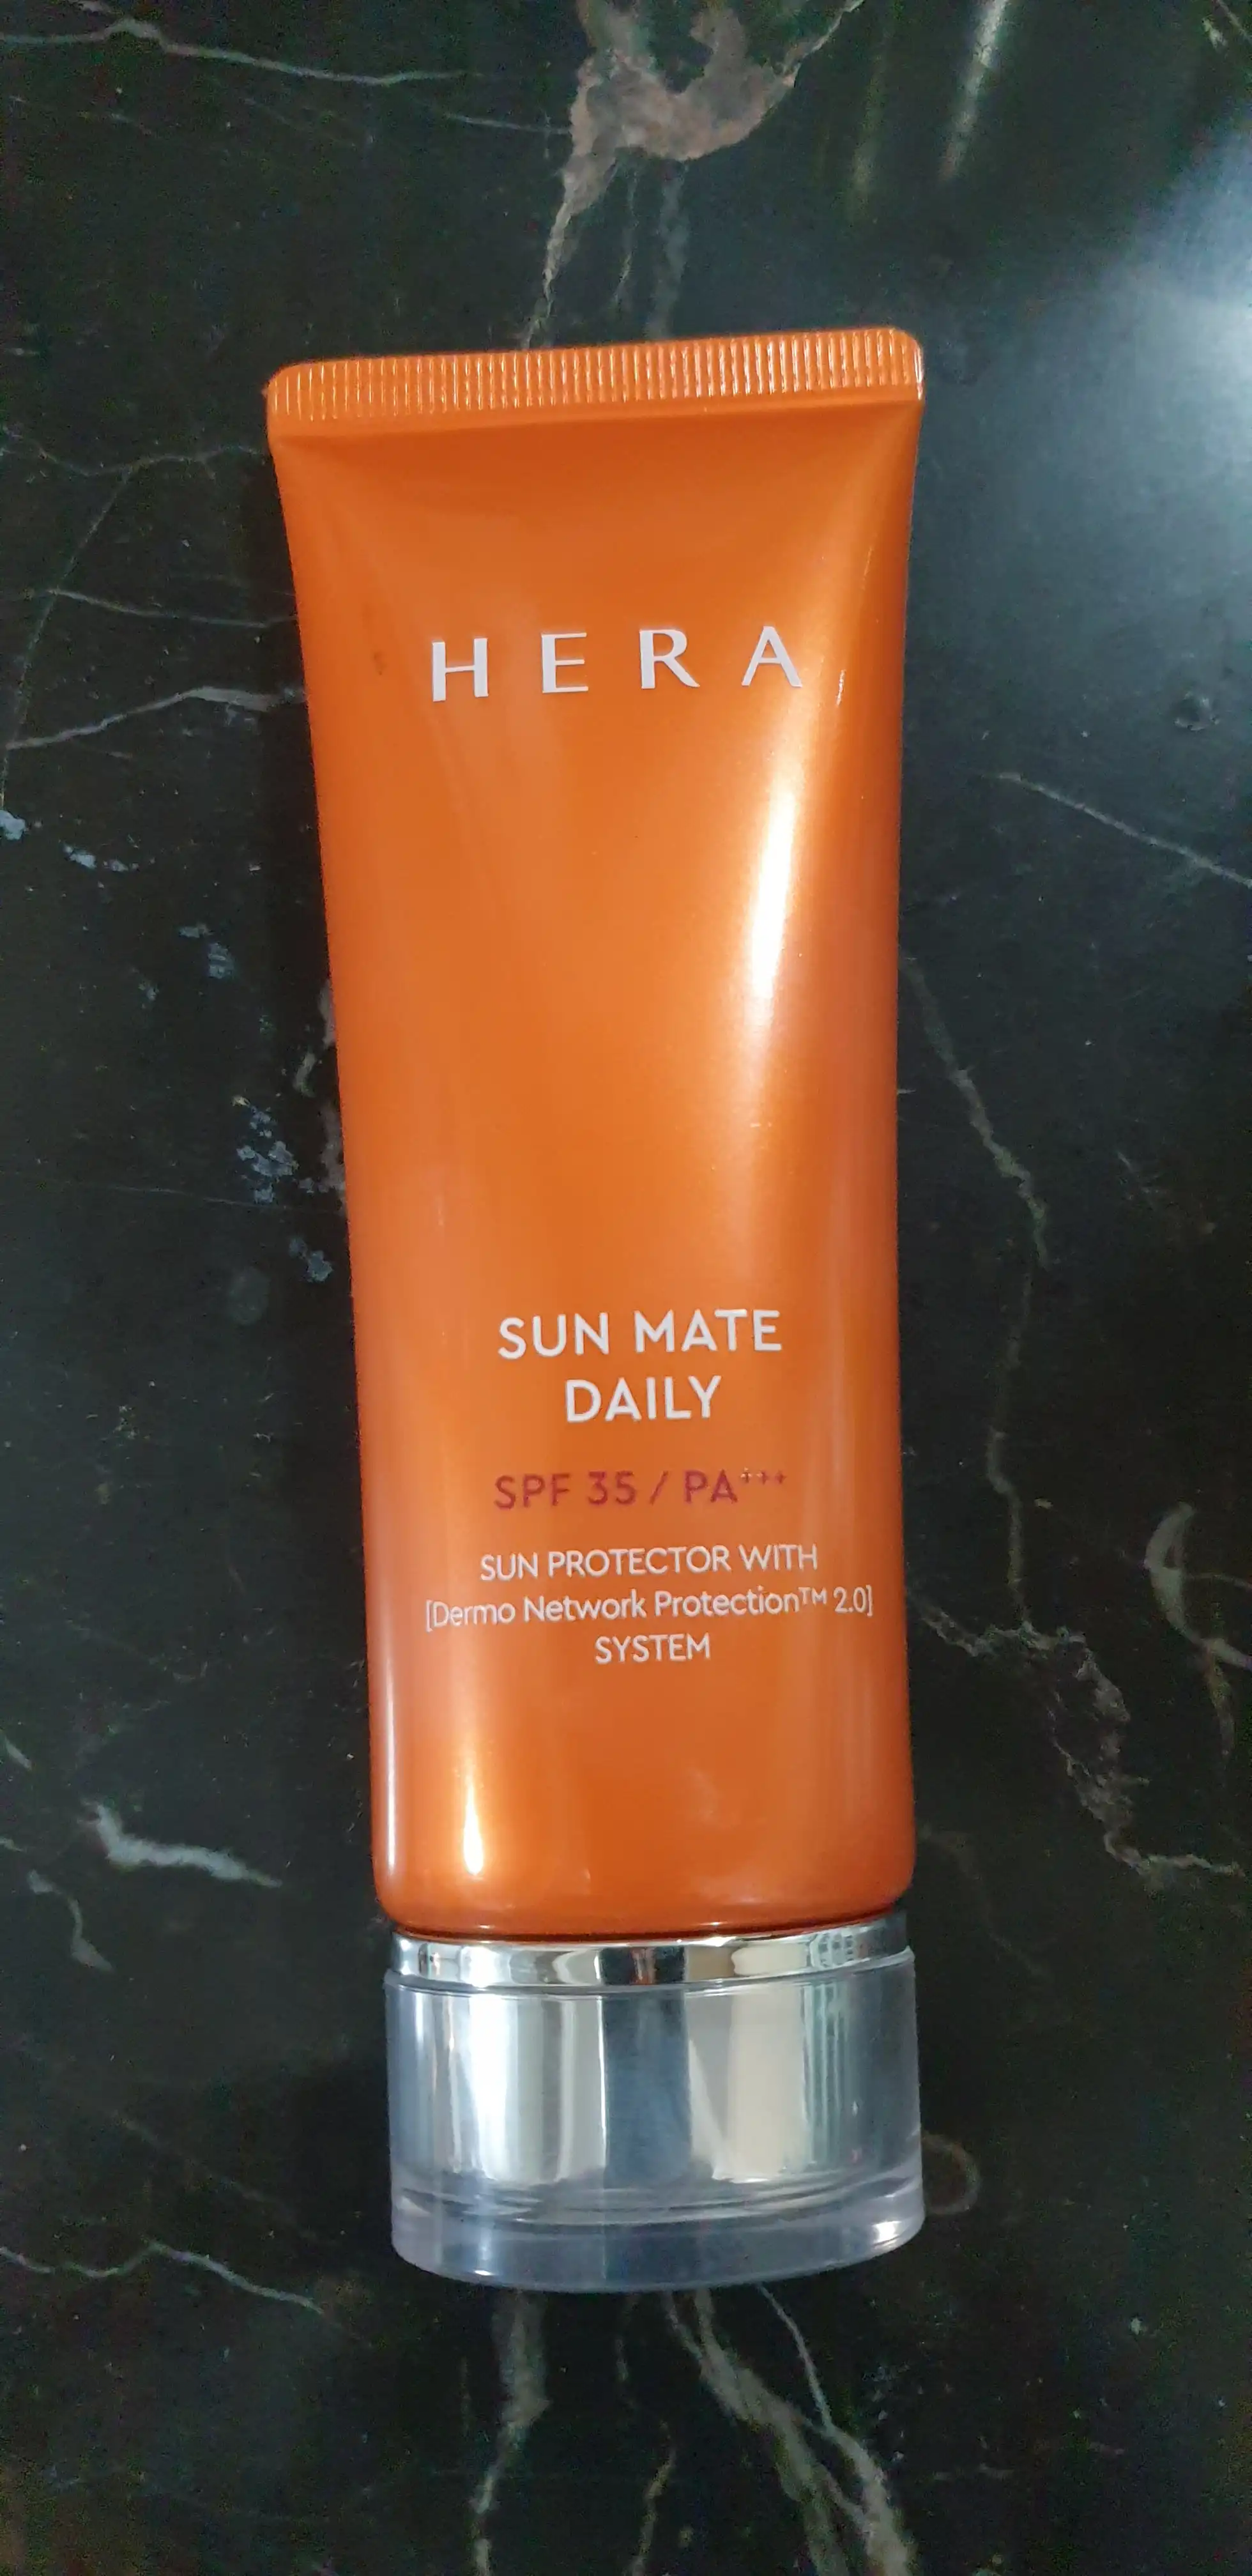 HERA
SUN MATE
DAILY
SPF 35 / PA+++
SUN PROTECTOR WITH
[Dermo Network Protection™ 2.0]
SYSTEM